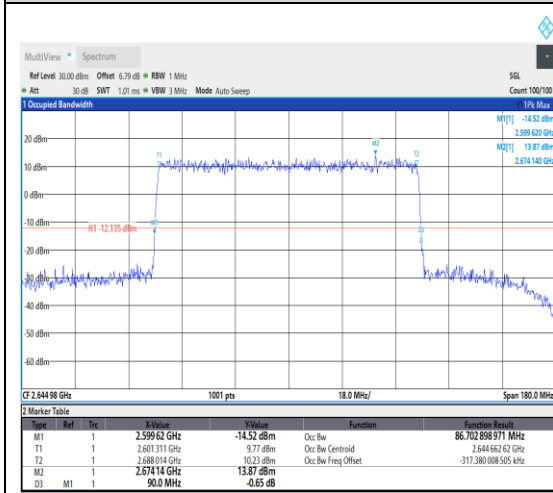 MultiView Spectrum
Ref Level 30.00 dBm Offset 6.79 dB RBW 1 MHz SGL
Att 30 dB SWT 1.01 ms VBW 3 MHz Mode Auto Sweep Count 100/100
1 Occupied Bandwidth 1Pk Max
M1[1] -14.52 dBm
2.599 620 GHz
M2[1] 13.87 dBm
2.674 140 GHz
20 dBm
T1
M2
T2
10 dBm
0 dBm
-10 dBm
M1
H1 -12.135 dBm
D3
-20 dBm
-30 dBm
-40 dBm
-50 dBm
-60 dBm
CF 2.644 98 GHz 1001 pts 18.0 MHz/ Span 180.0 MHz
2 Marker Table
Type Ref Trc X-Value Y-Value Function Function Result
M1 1 2.599 62 GHz -14.52 dBm Occ Bw 86.702 898 971 MHz
T1 1 2.601 311 GHz 9.77 dBm Occ Bw Centroid 2.644 662 62 GHz
T2 1 2.688 014 GHz 10.23 dBm Occ Bw Freq Offset -317.380 008 505 kHz
M2 1 2.674 14 GHz 13.87 dBm
D3 M1 1 90.0 MHz -0.65 dB